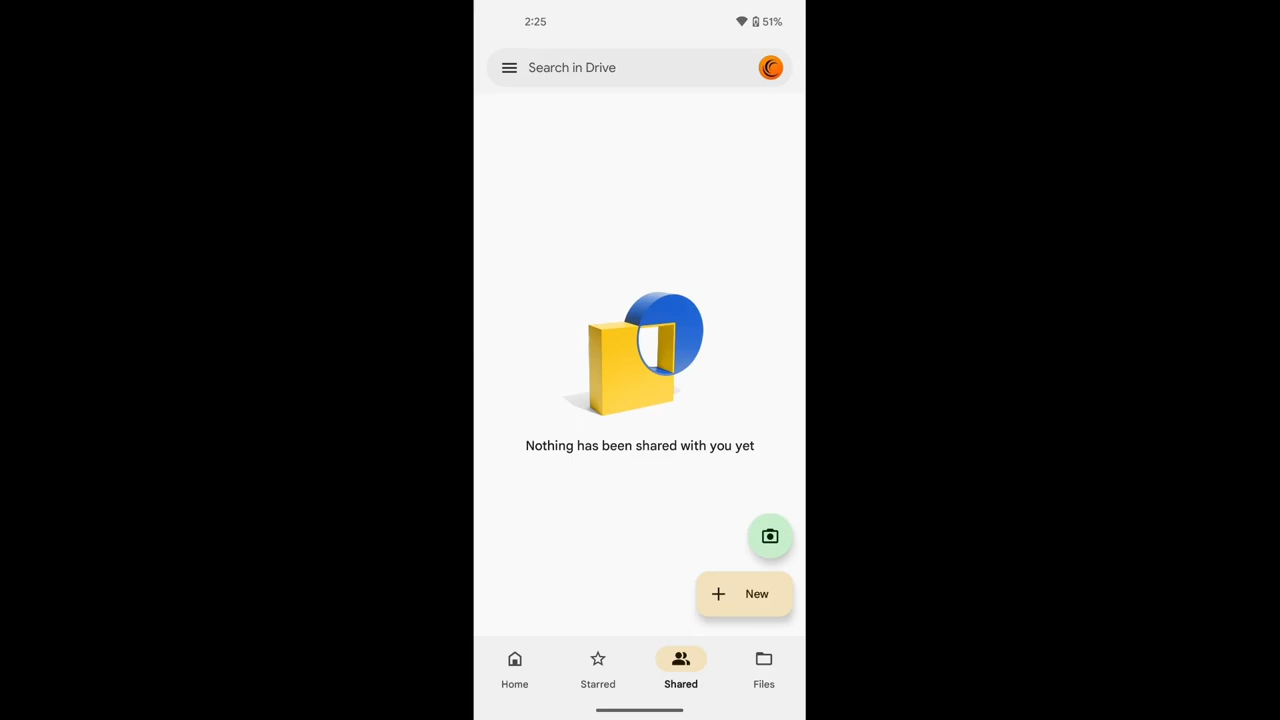 2:25
51%
Search in Drive
Nothing has been shared with you yet
New
Home
Starred
Shared
Files